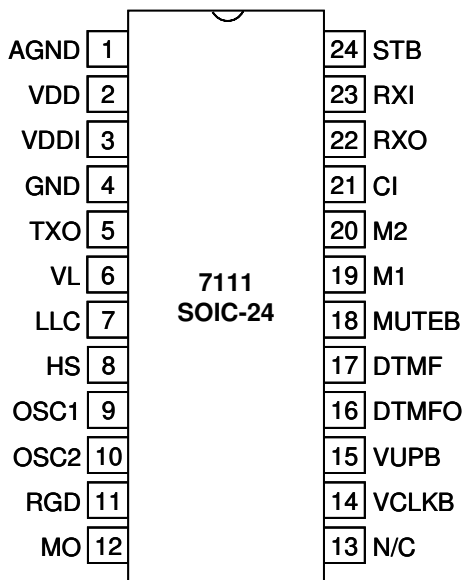 AGND 1 24 STB
VDD 2 23 RXI
VDDI 3 22 RXO
GND 4 21 CI
TXO 5 20 M2
VL 6 19 M1
7111
SOIC-24
LLC 7 18 MUTEB
HS 8 17 DTMF
OSC1 9 16 DTMFO
OSC2 10 15 VUPB
RGD 11 14 VCLKB
MO 12 13 N/C